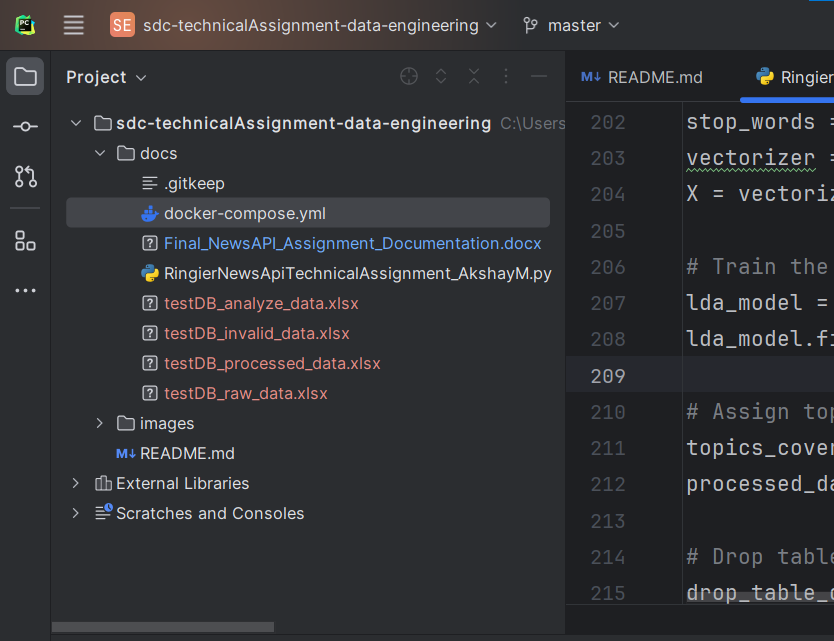 PC SE sdc-technicalAssignment-data-engineering master
Project
README.md
Ringier
sdc-technicalAssignment-data-engineering C:\Users
docs
.gitkeep
docker-compose.yml
Final_NewsAPI_Assignment_Documentation.docx
RingierNewsApiTechnicalAssignment_AkshayM.py
testDB_analyze_data.xlsx
testDB_invalid_data.xlsx
testDB_processed_data.xlsx
testDB_raw_data.xlsx
images
README.md
External Libraries
Scratches and Consoles
202 stop_words =
203 vectorizer =
204 X = vectoriz
205
206 # Train the
207 lda_model =
208 lda_model.fi
209
210 # Assign top
211 topics_cover
212 processed_da
213
214 # Drop table
215 drop_table_